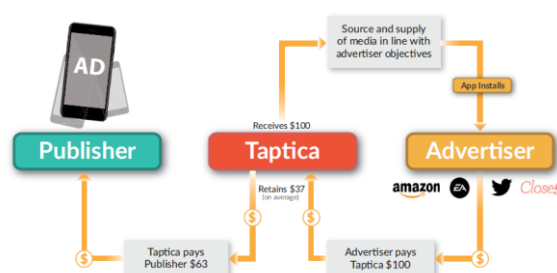 AD
Source and supply
of media in line with
advertiser objectives
App Installs
Receives $100
Publisher
Taptica
Advertiser
Retains $37
(on average)
amazon
EA
Close5
$
$
$
$
Taptica pays
Publisher $63
Advertiser pays
Taptica $100